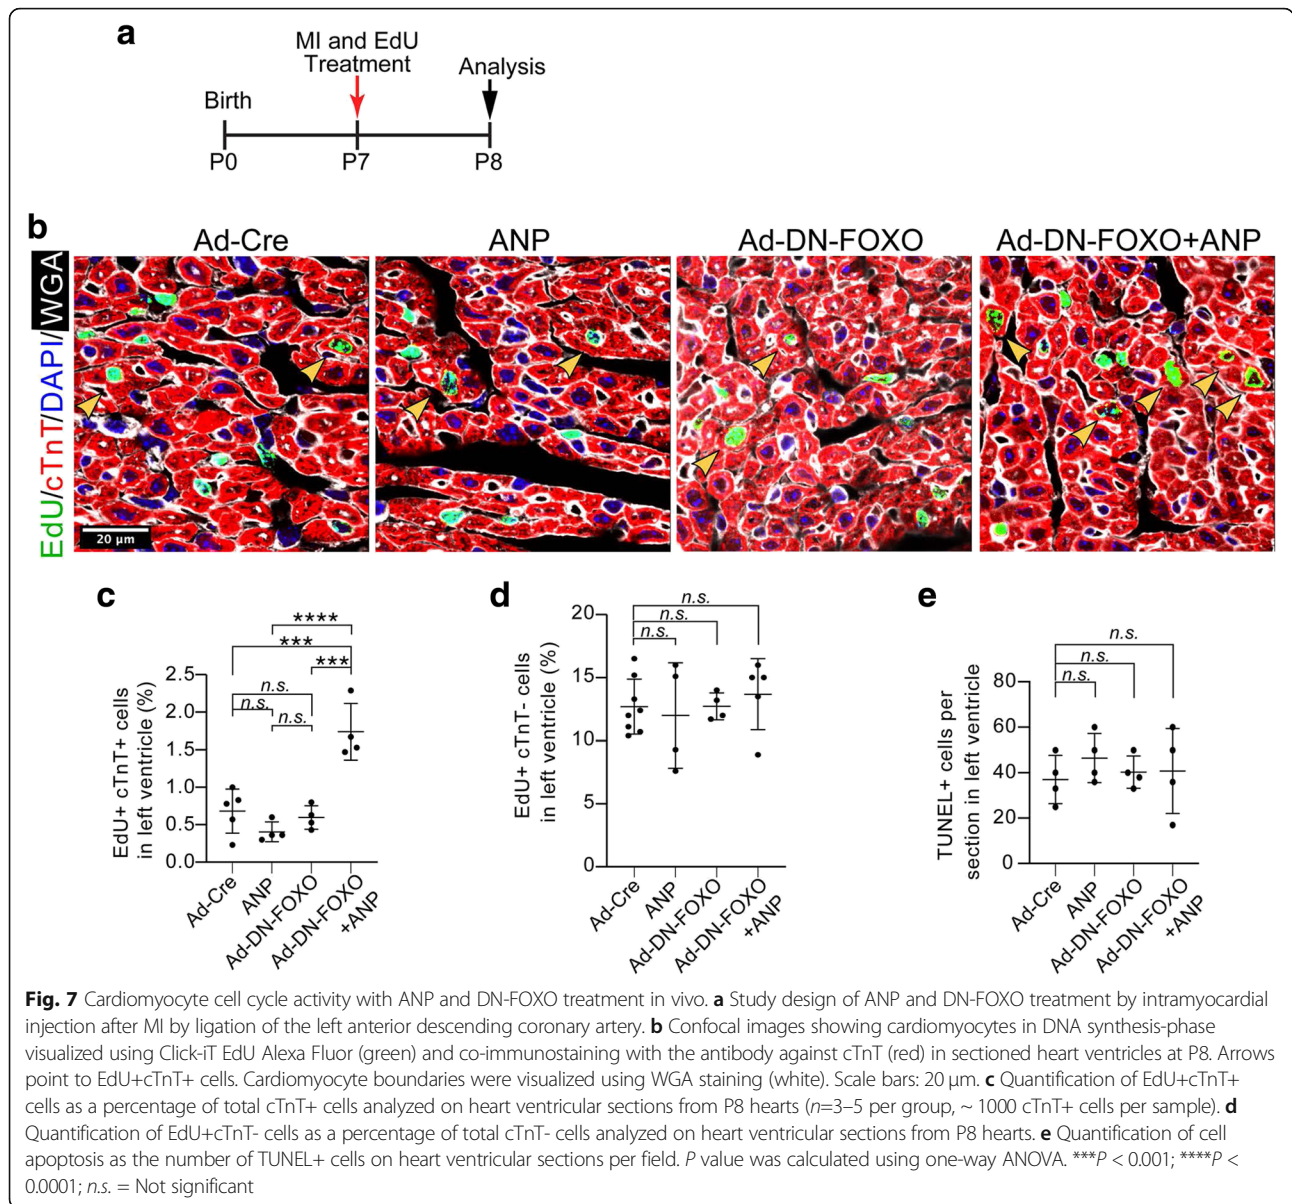 a
MI and EdU
Treatment
Analysis
Birth
P0 P7 P8
b
Ad-Cre ANP Ad-DN-FOXO Ad-DN-FOXO+ANP
EdU/cTnT/DAPI/WGA
20 µm
c
EdU+ cTnT+ cells
in left ventricle (%)
****
***
***
n.s.
n.s.
n.s.
2.5
2.0
1.5
1.0
0.5
0.0
Ad-Cre
ANP
Ad-DN-FOXO
Ad-DN-FOXO
+ANP
d
EdU+ cTnT- cells
in left ventricle (%)
n.s.
n.s.
n.s.
20
15
10
5
0
Ad-Cre
ANP
Ad-DN-FOXO
Ad-DN-FOXO
+ANP
e
TUNEL+ cells per
section in left ventricle
n.s.
n.s.
n.s.
80
60
40
20
0
Ad-Cre
ANP
Ad-DN-FOXO
Ad-DN-FOXO
+ANP
Fig. 7 Cardiomyocyte cell cycle activity with ANP and DN-FOXO treatment in vivo. a Study design of ANP and DN-FOXO treatment by intramyocardial
injection after MI by ligation of the left anterior descending coronary artery. b Confocal images showing cardiomyocytes in DNA synthesis-phase
visualized using Click-iT EdU Alexa Fluor (green) and co-immunostaining with the antibody against cTnT (red) in sectioned heart ventricles at P8. Arrows
point to EdU+cTnT+ cells. Cardiomyocyte boundaries were visualized using WGA staining (white). Scale bars: 20 µm. c Quantification of EdU+cTnT+
cells as a percentage of total cTnT+ cells analyzed on heart ventricular sections from P8 hearts (n=3–5 per group, ~ 1000 cTnT+ cells per sample). d
Quantification of EdU+cTnT- cells as a percentage of total cTnT- cells analyzed on heart ventricular sections from P8 hearts. e Quantification of cell
apoptosis as the number of TUNEL+ cells on heart ventricular sections per field. P value was calculated using one-way ANOVA. ***P < 0.001; ****P <
0.0001; n.s. = Not significant